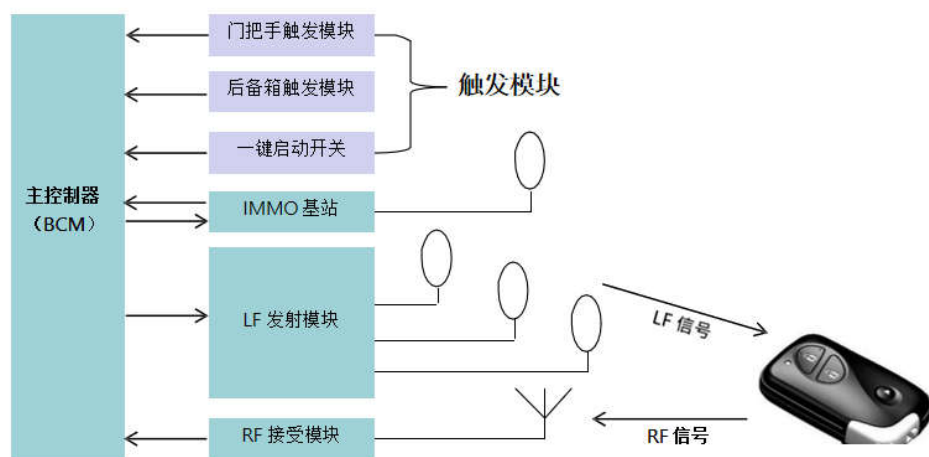 门把手触发模块
后备箱触发模块
触发模块
一键启动开关
主控制器
（BCM）
IMMO 基站
LF 发射模块
LF 信号
RF 接受模块
RF 信号